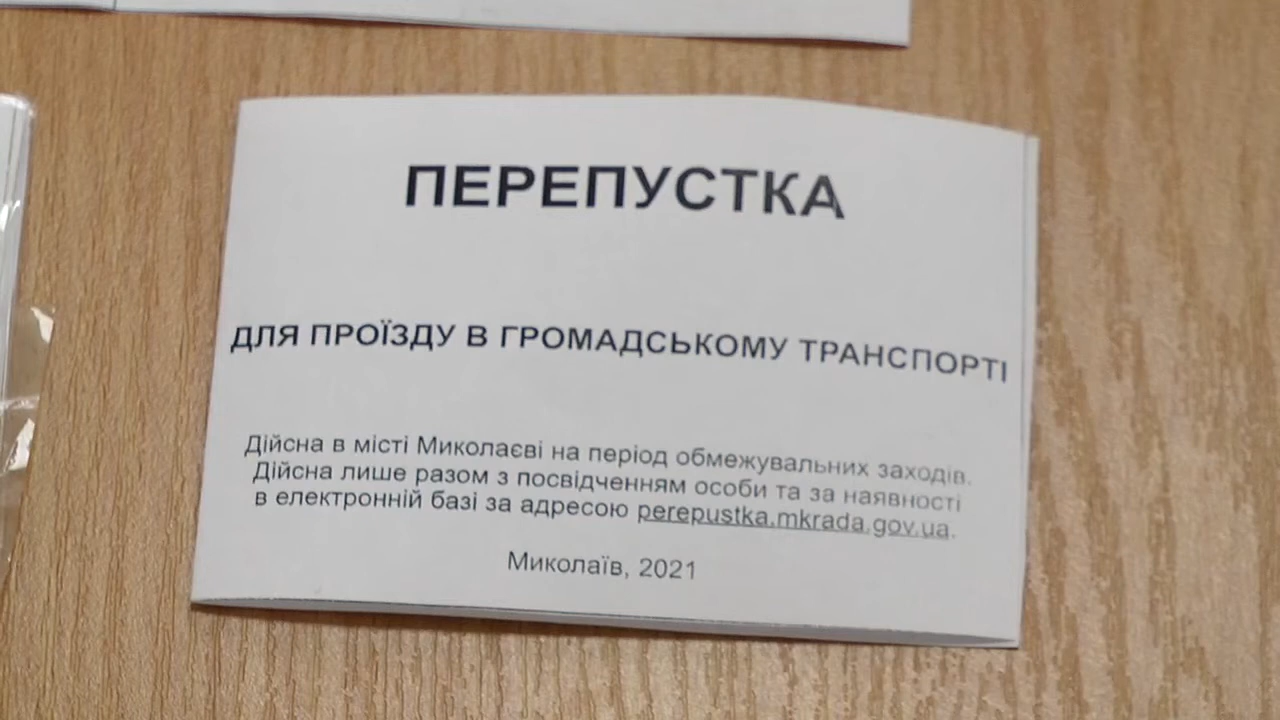 ПЕРЕПУСТКА
ДЛЯ ПРОЇЗДУ В ГРОМАДСЬКОМУ ТРАНСПОРТІ
Дійсна в місті Миколаєві на період обмежувальних заходів.
Дійсна лише разом з посвідченням особи та за наявності
в електронній базі за адресою perepustka.mkrada.gov.ua.
Миколаїв, 2021